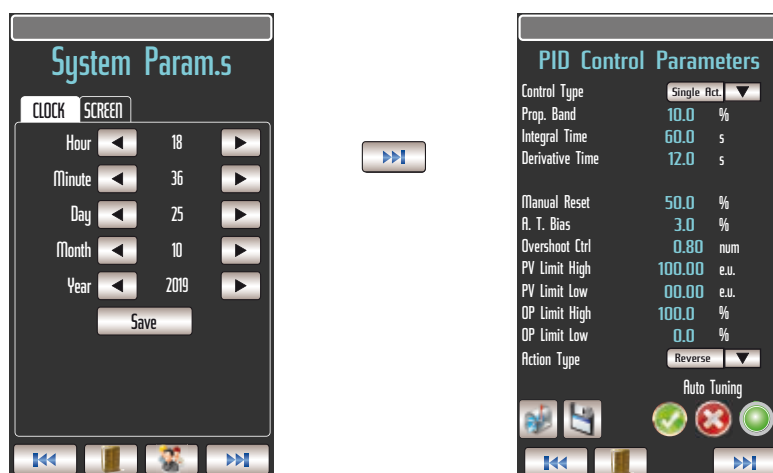 System Param.s
CLOCK SCREEN
Hour 18
Minute 36
Day 25
Month 10
Year 2019
Save
PID Control Parameters
Control Type Single Act.
Prop. Band 10.0 %
Integral Time 60.0 s
Derivative Time 12.0 s
Manual Reset 50.0 %
A. T. Bias 3.0 %
Overshoot Ctrl 0.80 num
PV Limit High 100.00 e.u.
PV Limit Low 00.00 e.u.
OP Limit High 100.0 %
OP Limit Low 0.0 %
Action Type Reverse
Auto Tuning